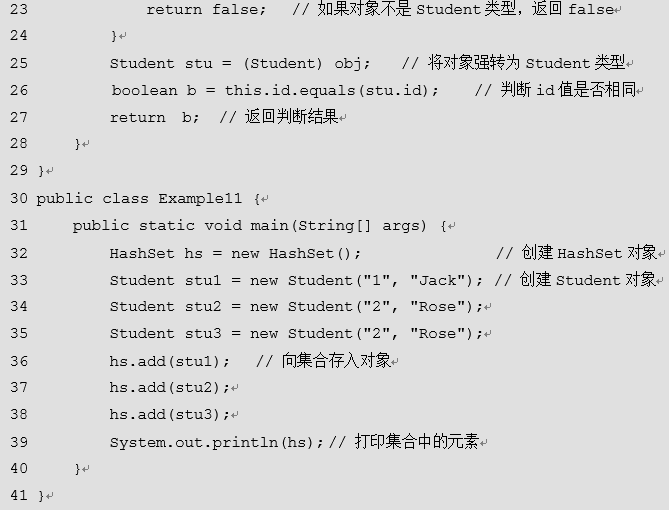 23 return false; // 如果对象不是 Student 类型，返回 false↵
24 }↵
25 Student stu = (Student) obj; // 将对象强转为 Student 类型↵
26 boolean b = this.id.equals(stu.id); // 判断 id 值是否相同↵
27 return b; // 返回判断结果↵
28 }↵
29 }↵
30 public class Example11 {↵
31 public static void main(String[] args) {↵
32 HashSet hs = new HashSet(); // 创建 HashSet 对象↵
33 Student stu1 = new Student("1", "Jack"); // 创建 Student 对象↵
34 Student stu2 = new Student("2", "Rose");↵
35 Student stu3 = new Student("2", "Rose");↵
36 hs.add(stu1); // 向集合存入对象↵
37 hs.add(stu2);↵
38 hs.add(stu3);↵
39 System.out.println(hs); // 打印集合中的元素↵
40 }↵
41 }↵